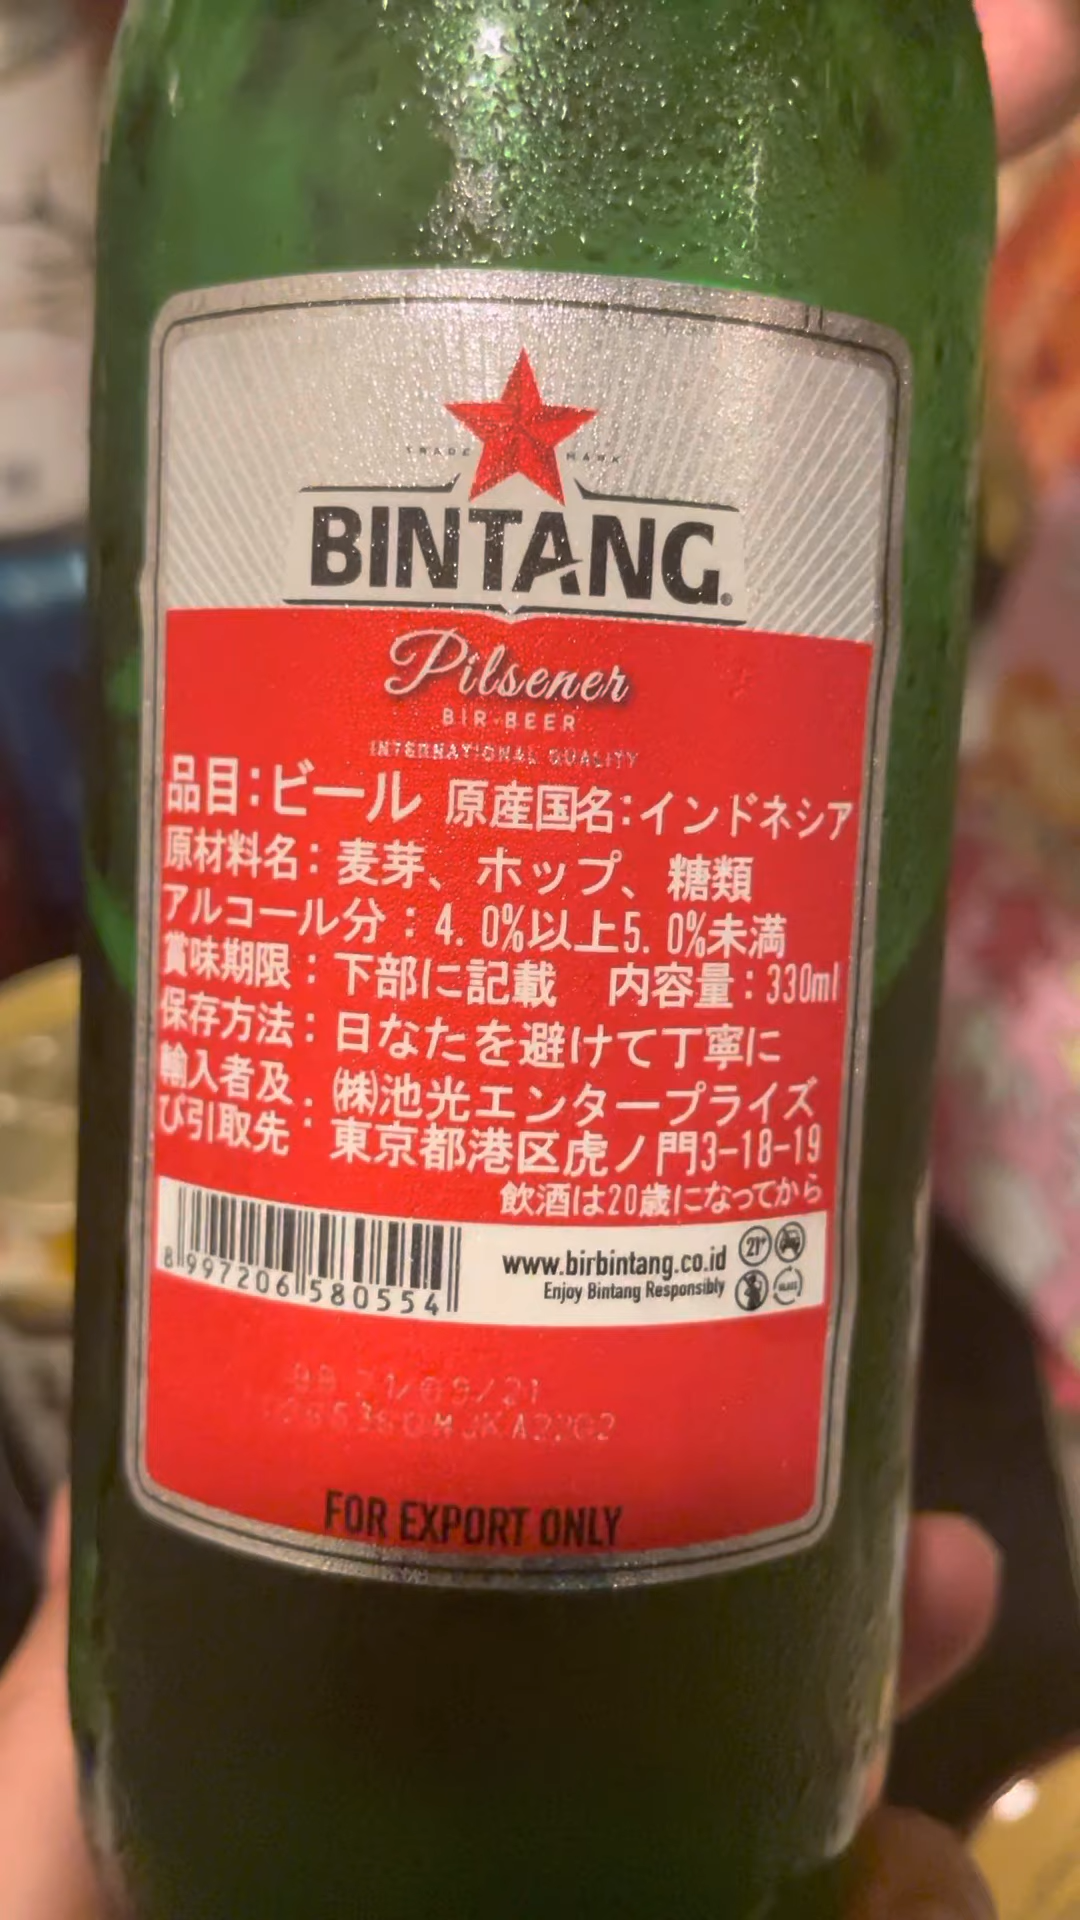 TRADE MARK
BINTANG®
Pilsener
BIR-BEER
INTERNATIONAL QUALITY
品目:ビール 原産国名:インドネシア
原材料名:麦芽、ホップ、糖類
アルコール分:4.0%以上5.0%未満
賞味期限:下部に記載 内容量:330ml
保存方法:日なたを避けて丁寧に
輸入者及び引取先:㈱池光エンタープライズ
東京都港区虎ノ門3-18-19
飲酒は20歳になってから
8 997206 580554
www.birbintang.co.id
Enjoy Bintang Responsibly
21+
GLASS
/09/21
FOR EXPORT ONLY